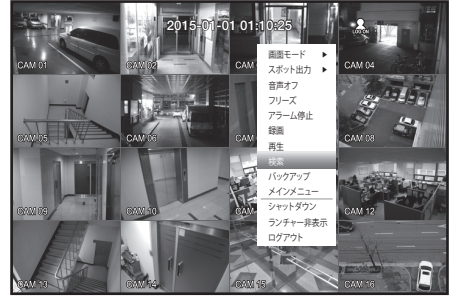 2015-01-01 01:10:25
LOG ON
CAM 01
CAM 02
CAM
CAM 04
画面モード ▶
スポット出力 ▶
音声オフ
フリーズ
アラーム停止
録画
再生
検索
バックアップ
メインメニュー
シャットダウン
ランチャー非表示
ログアウト
CAM 05
CAM 06
CAM
CAM 08
CAM 09
CAM 10
CAM
CAM 12
CAM 13
CAM 14
CAM 15
CAM 16